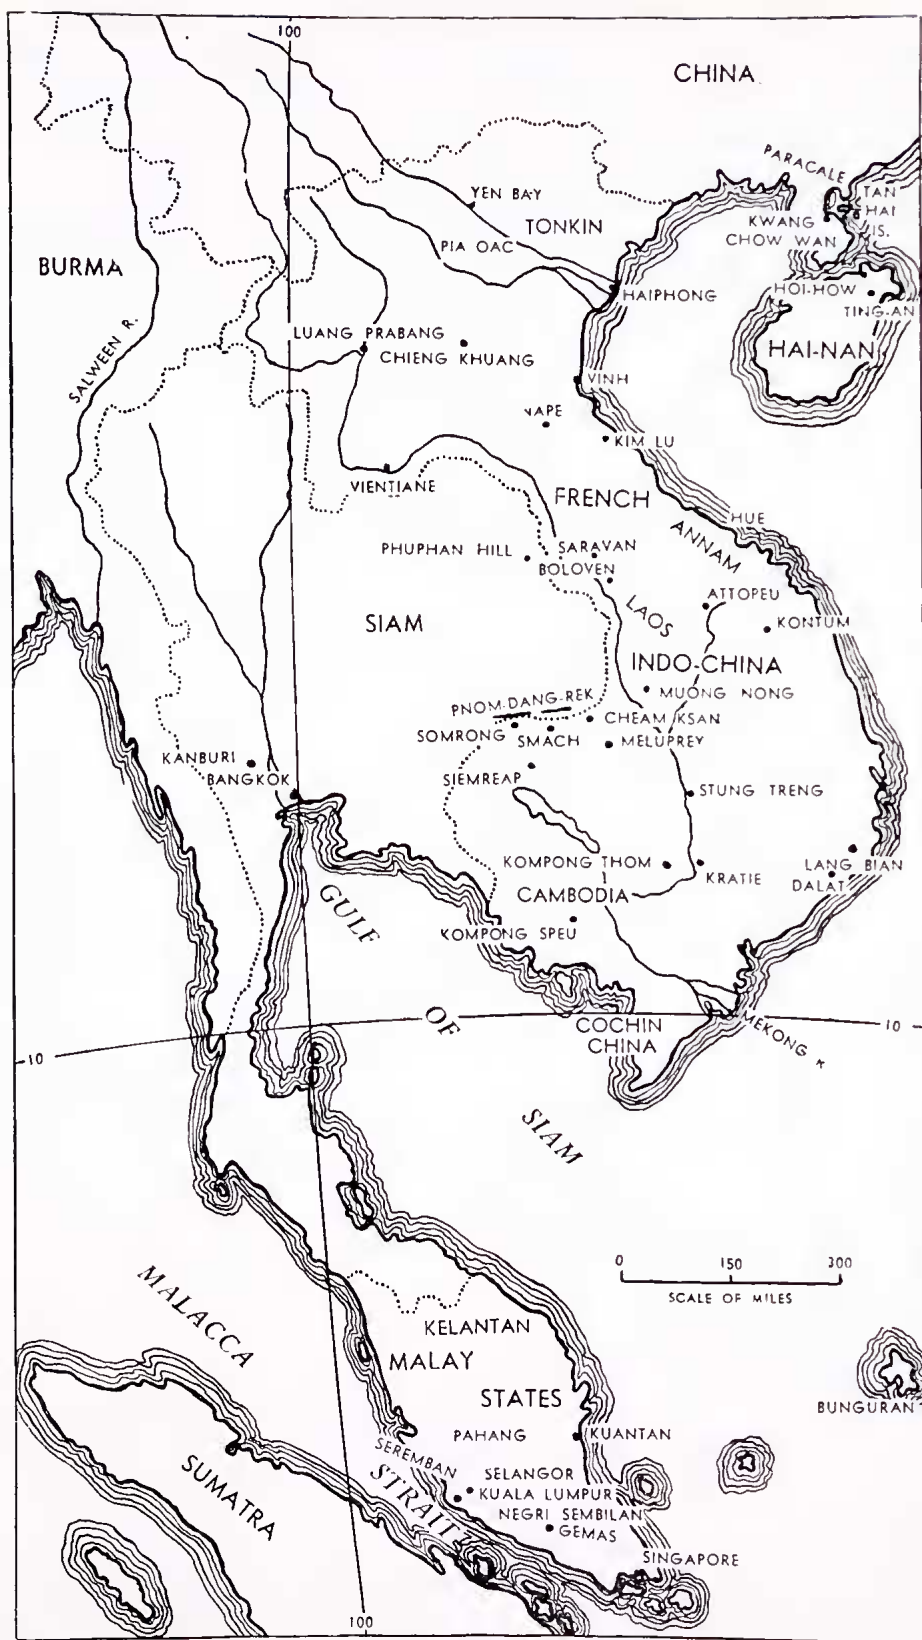 100
CHINA
PARACALE
TAN
HAI
IS.
YEN BAY
KWANG
CHOW WAN
TONKIN
PIA OAC
BURMA
HAIPHONG
HOI-HOW
TING-AN
LUANG PRABANG
CHIENG KHUANG
HAI-NAN
SALWEEN R.
VINH
NAPE
KIM LU
VIENTIANE
FRENCH
HUE
ANNAM
PHUPHAN HILL
SARAVAN
BOLOVEN
ATTOPEU
LAOS
SIAM
KONTUM
INDO-CHINA
MUONG NONG
PNOM-DANG-REK
CHEAM KSAN
SOMRONG
SMACH
MELUPREY
KANBURI
BANGKOK
SIEMREAP
STUNG TRENG
KOMPONG THOM
LANG BIAN
KRATIE
DALAT
CAMBODIA
GULF
KOMPONG SPEU
OF
COCHIN
CHINA
MEKONG R
10
10
SIAM
0 150 300
SCALE OF MILES
MALACCA
KELANTAN
MALAY
STATES
BUNGURAN
PAHANG
KUANTAN
SEREMBAN
STRAIT
SELANGOR
KUALA LUMPUR
NEGRI SEMBILAN
GEMAS
SUMATRA
SINGAPORE
100